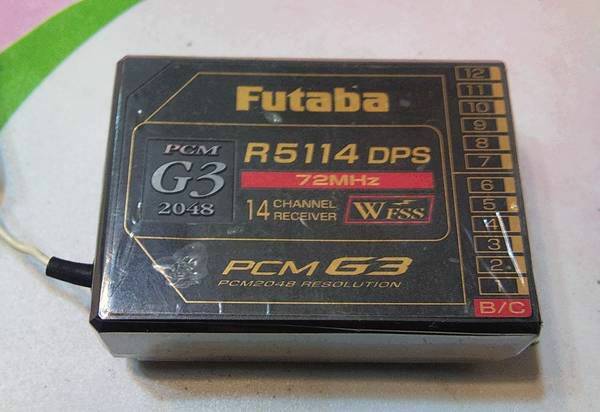 Futaba
PCM
G3
2048
R5114 DPS
72MHz
14 CHANNEL
RECEIVER
WFSS
PCM G3
PCM2048 RESOLUTION
12
11
10
9
8
7
6
5
4
3
2
1
B/C